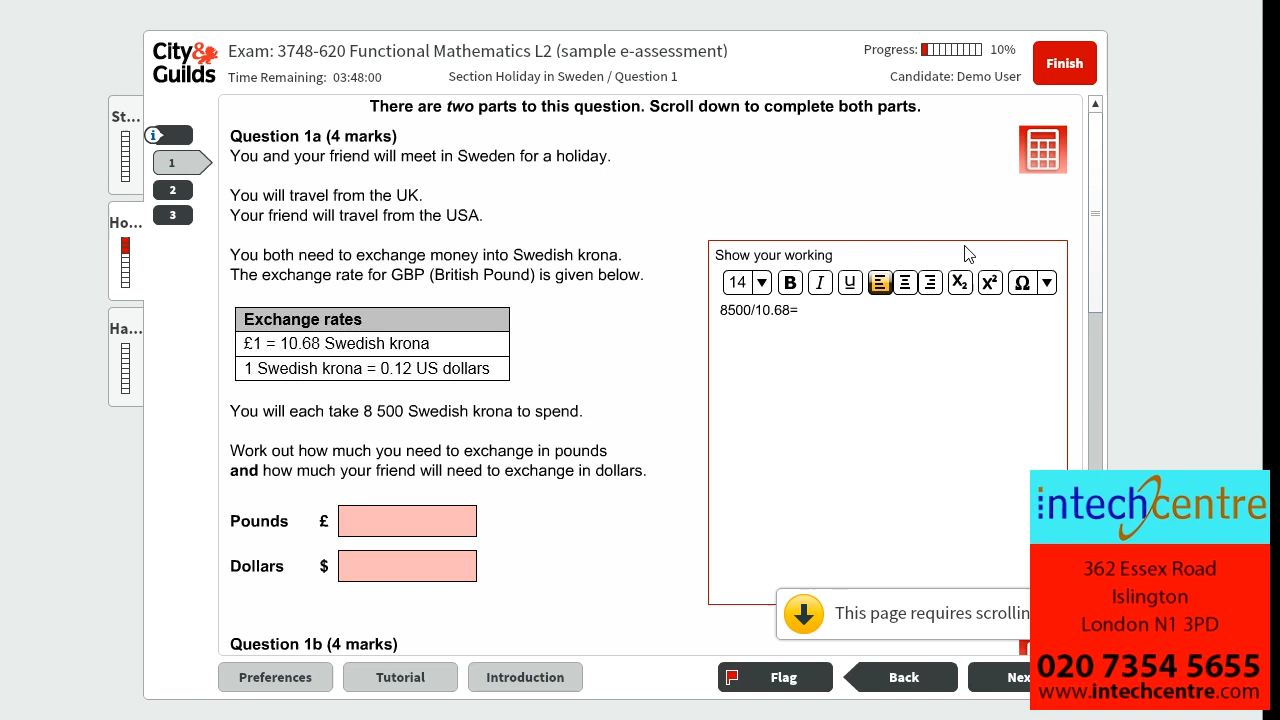 City&
Guilds
Exam: 3748-620 Functional Mathematics L2 (sample e-assessment)
Time Remaining: 03:48:00
Section Holiday in Sweden / Question 1
Progress: 10%
Candidate: Demo User
Finish
St...
Ho...
Ha...
i
1
2
3
There are two parts to this question. Scroll down to complete both parts.
Question 1a (4 marks)
You and your friend will meet in Sweden for a holiday.
You will travel from the UK.
Your friend will travel from the USA.
You both need to exchange money into Swedish krona.
The exchange rate for GBP (British Pound) is given below.
Exchange rates
£1 = 10.68 Swedish krona
1 Swedish krona = 0.12 US dollars
You will each take 8 500 Swedish krona to spend.
Work out how much you need to exchange in pounds
and how much your friend will need to exchange in dollars.
Pounds £
Dollars $
Question 1b (4 marks)
Show your working
14 B I U X₂ X² Ω
8500/10.68=
This page requires scrollin
Preferences
Tutorial
Introduction
Flag
Back
Nex
intechcentre
362 Essex Road
Islington
London N1 3PD
020 7354 5655
www.intechcentre.com